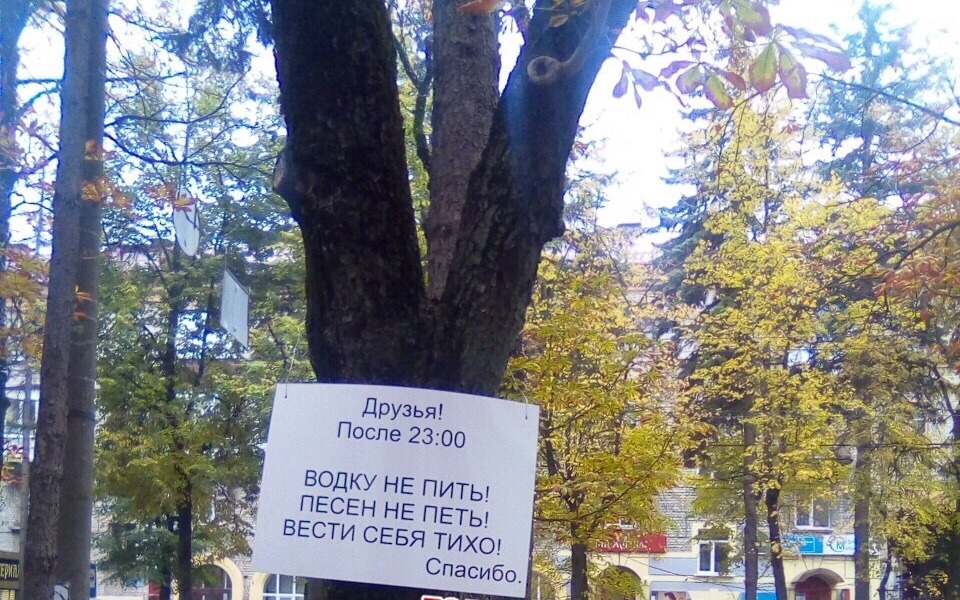 Друзья!
После 23:00
ВОДКУ НЕ ПИТЬ!
ПЕСЕН НЕ ПЕТЬ!
ВЕСТИ СЕБЯ ТИХО!
Спасибо.